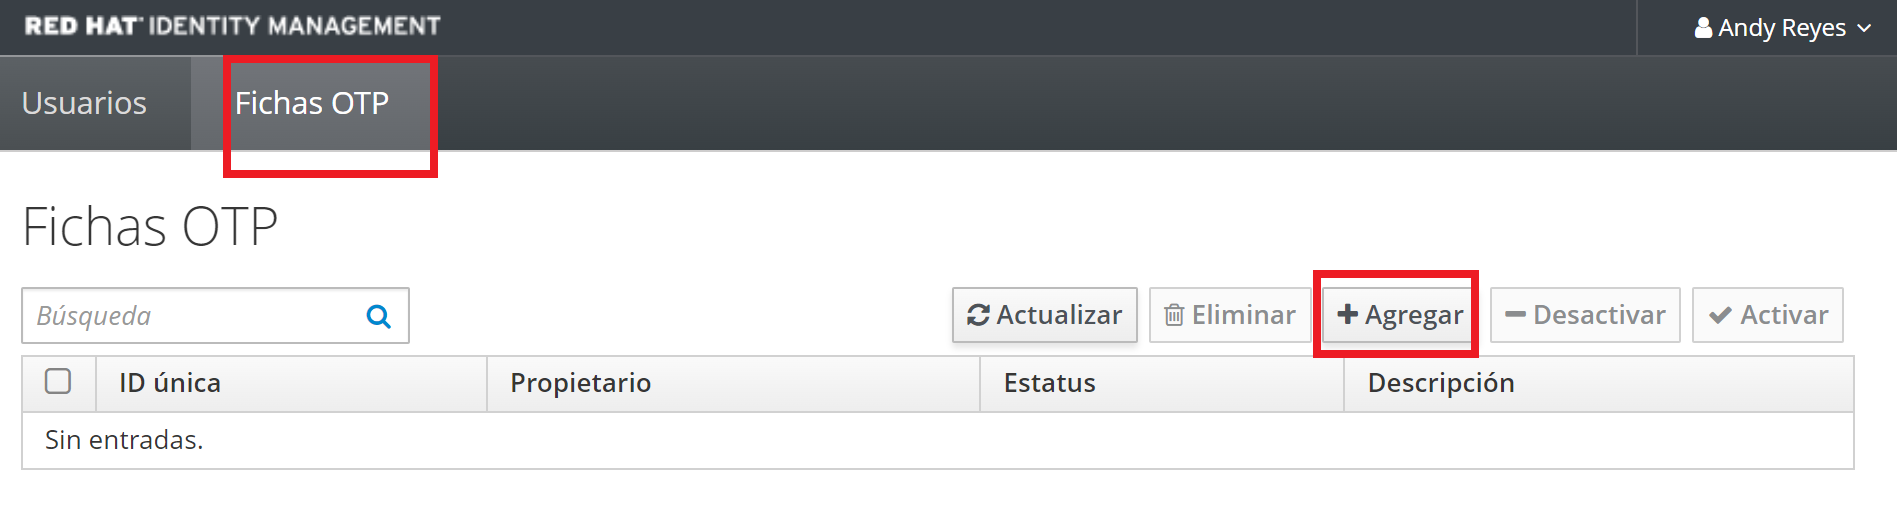 RED HAT IDENTITY MANAGEMENT
Andy Reyes
Usuarios
Fichas OTP
Fichas OTP
Búsqueda
Actualizar
Eliminar
Agregar
Desactivar
Activar
ID única
Propietario
Estatus
Descripción
Sin entradas.